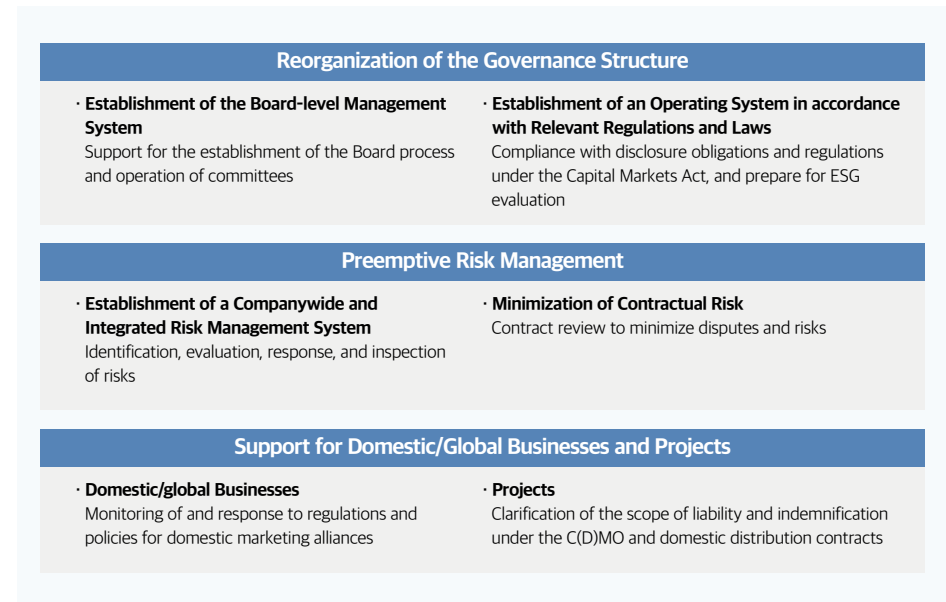 Reorganization of the Governance Structure
· Establishment of the Board-level Management
System
Support for the establishment of the Board process
and operation of committees
· Establishment of an Operating System in accordance
with Relevant Regulations and Laws
Compliance with disclosure obligations and regulations
under the Capital Markets Act, and prepare for ESG
evaluation
Preemptive Risk Management
· Establishment of a Companywide and
Integrated Risk Management System
Identification, evaluation, response, and inspection
of risks
· Minimization of Contractual Risk
Contract review to minimize disputes and risks
Support for Domestic/Global Businesses and Projects
· Domestic/global Businesses
Monitoring of and response to regulations and
policies for domestic marketing alliances
· Projects
Clarification of the scope of liability and indemnification
under the C(D)MO and domestic distribution contracts